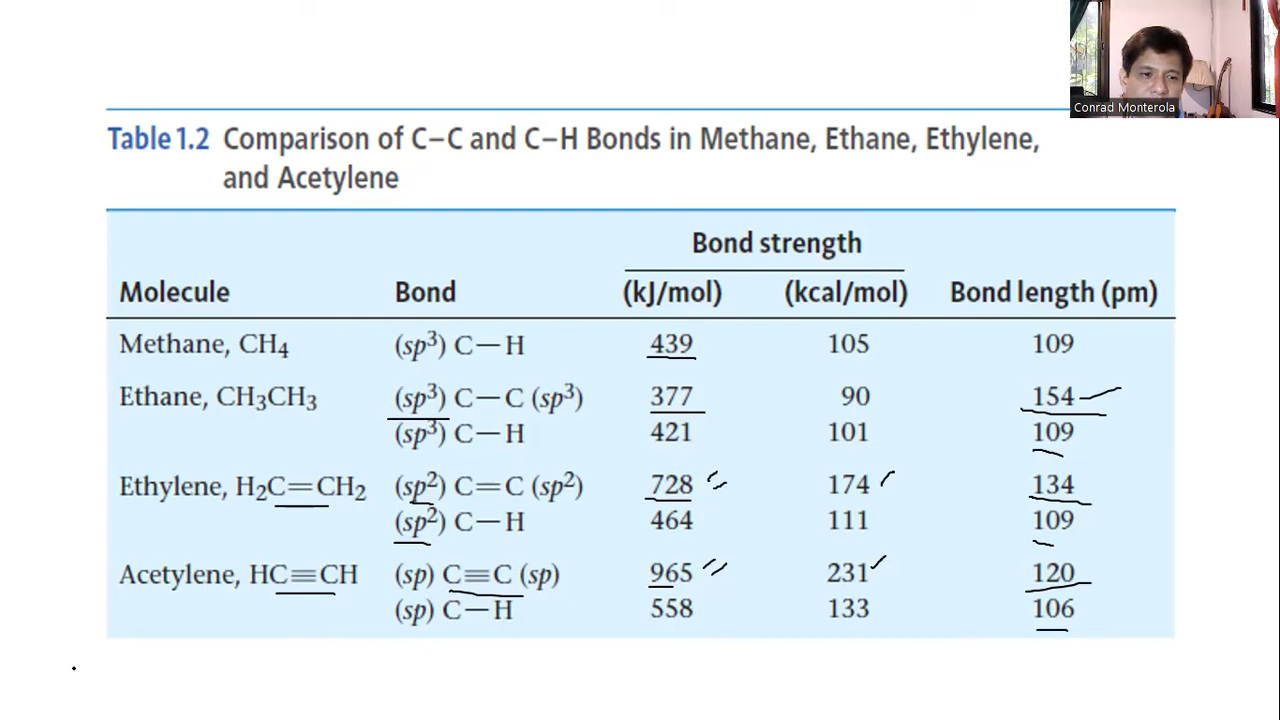 Conrad Monterola
Table 1.2 Comparison of C–C and C–H Bonds in Methane, Ethane, Ethylene,
and Acetylene
Bond strength
Molecule Bond (kJ/mol) (kcal/mol) Bond length (pm)
Methane, CH₄ (sp³) C—H 439 105 109
Ethane, CH₃CH₃ (sp³) C—C (sp³) 377 90 154
(sp³) C—H 421 101 109
Ethylene, H₂C=CH₂ (sp²) C=C (sp²) 728 174 134
(sp²) C—H 464 111 109
Acetylene, HC≡CH (sp) C≡C (sp) 965 231 120
(sp) C—H 558 133 106